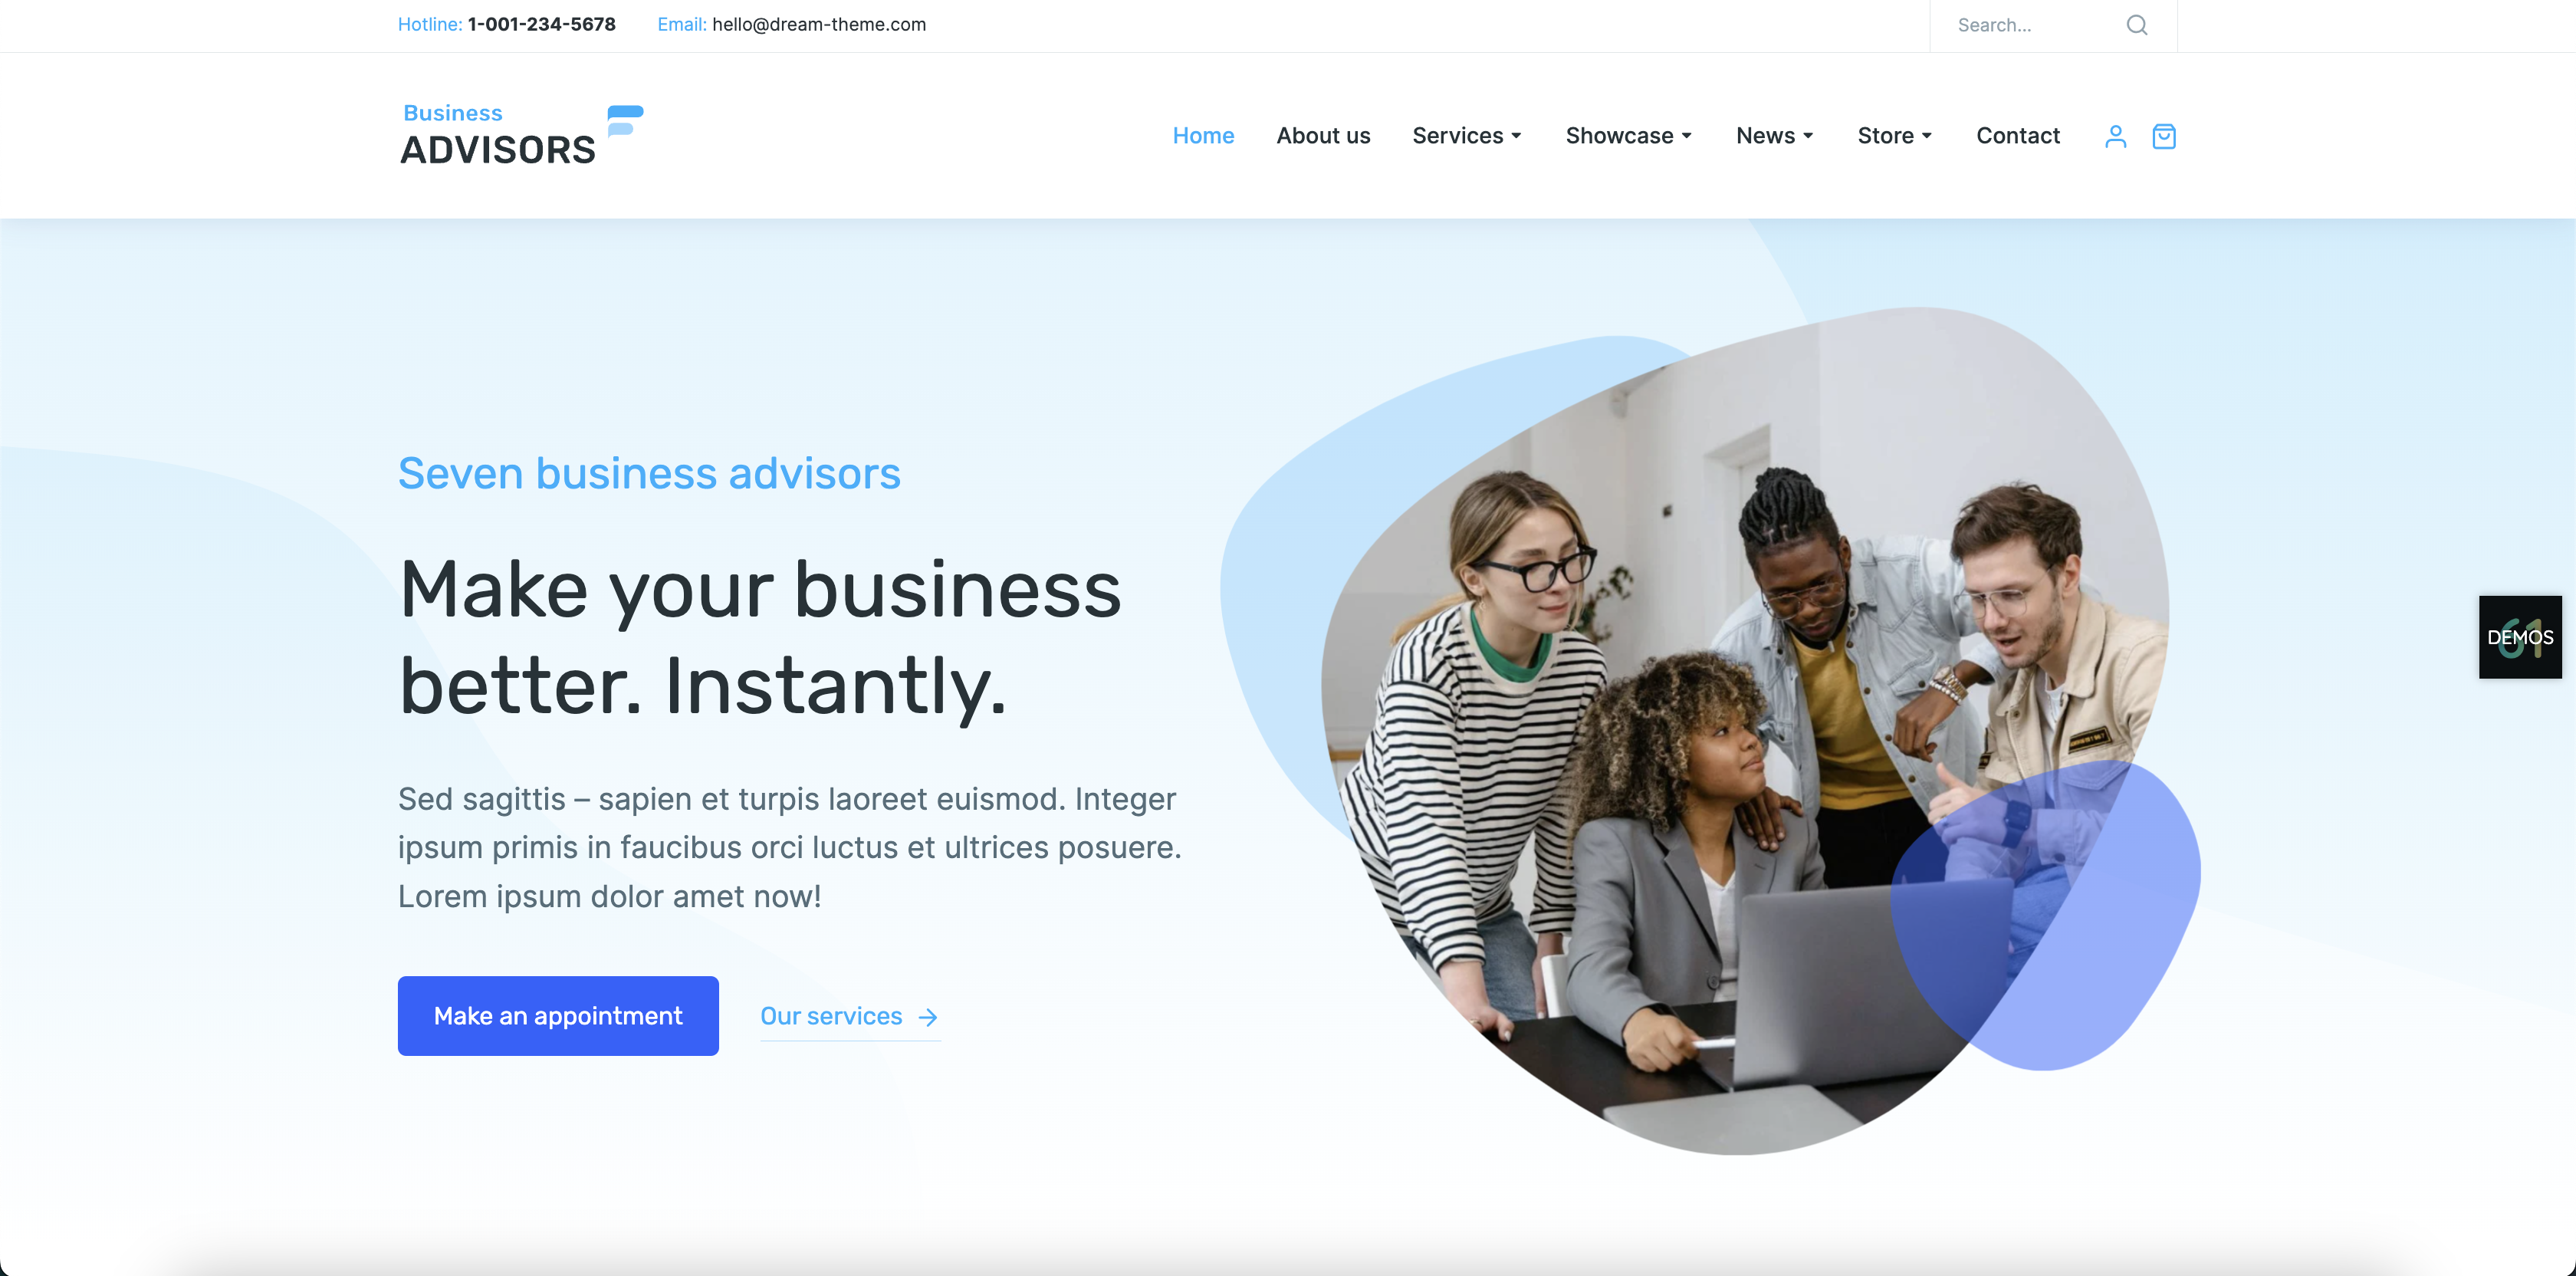 Hotline: 1-001-234-5678 Email: hello@dream-theme.com Search...
Business
ADVISORS
Home About us Services Showcase News Store Contact
Seven business advisors
Make your business
better. Instantly.
Sed sagittis – sapien et turpis laoreet euismod. Integer
ipsum primis in faucibus orci luctus et ultrices posuere.
Lorem ipsum dolor amet now!
Make an appointment Our services
61
DEMOS